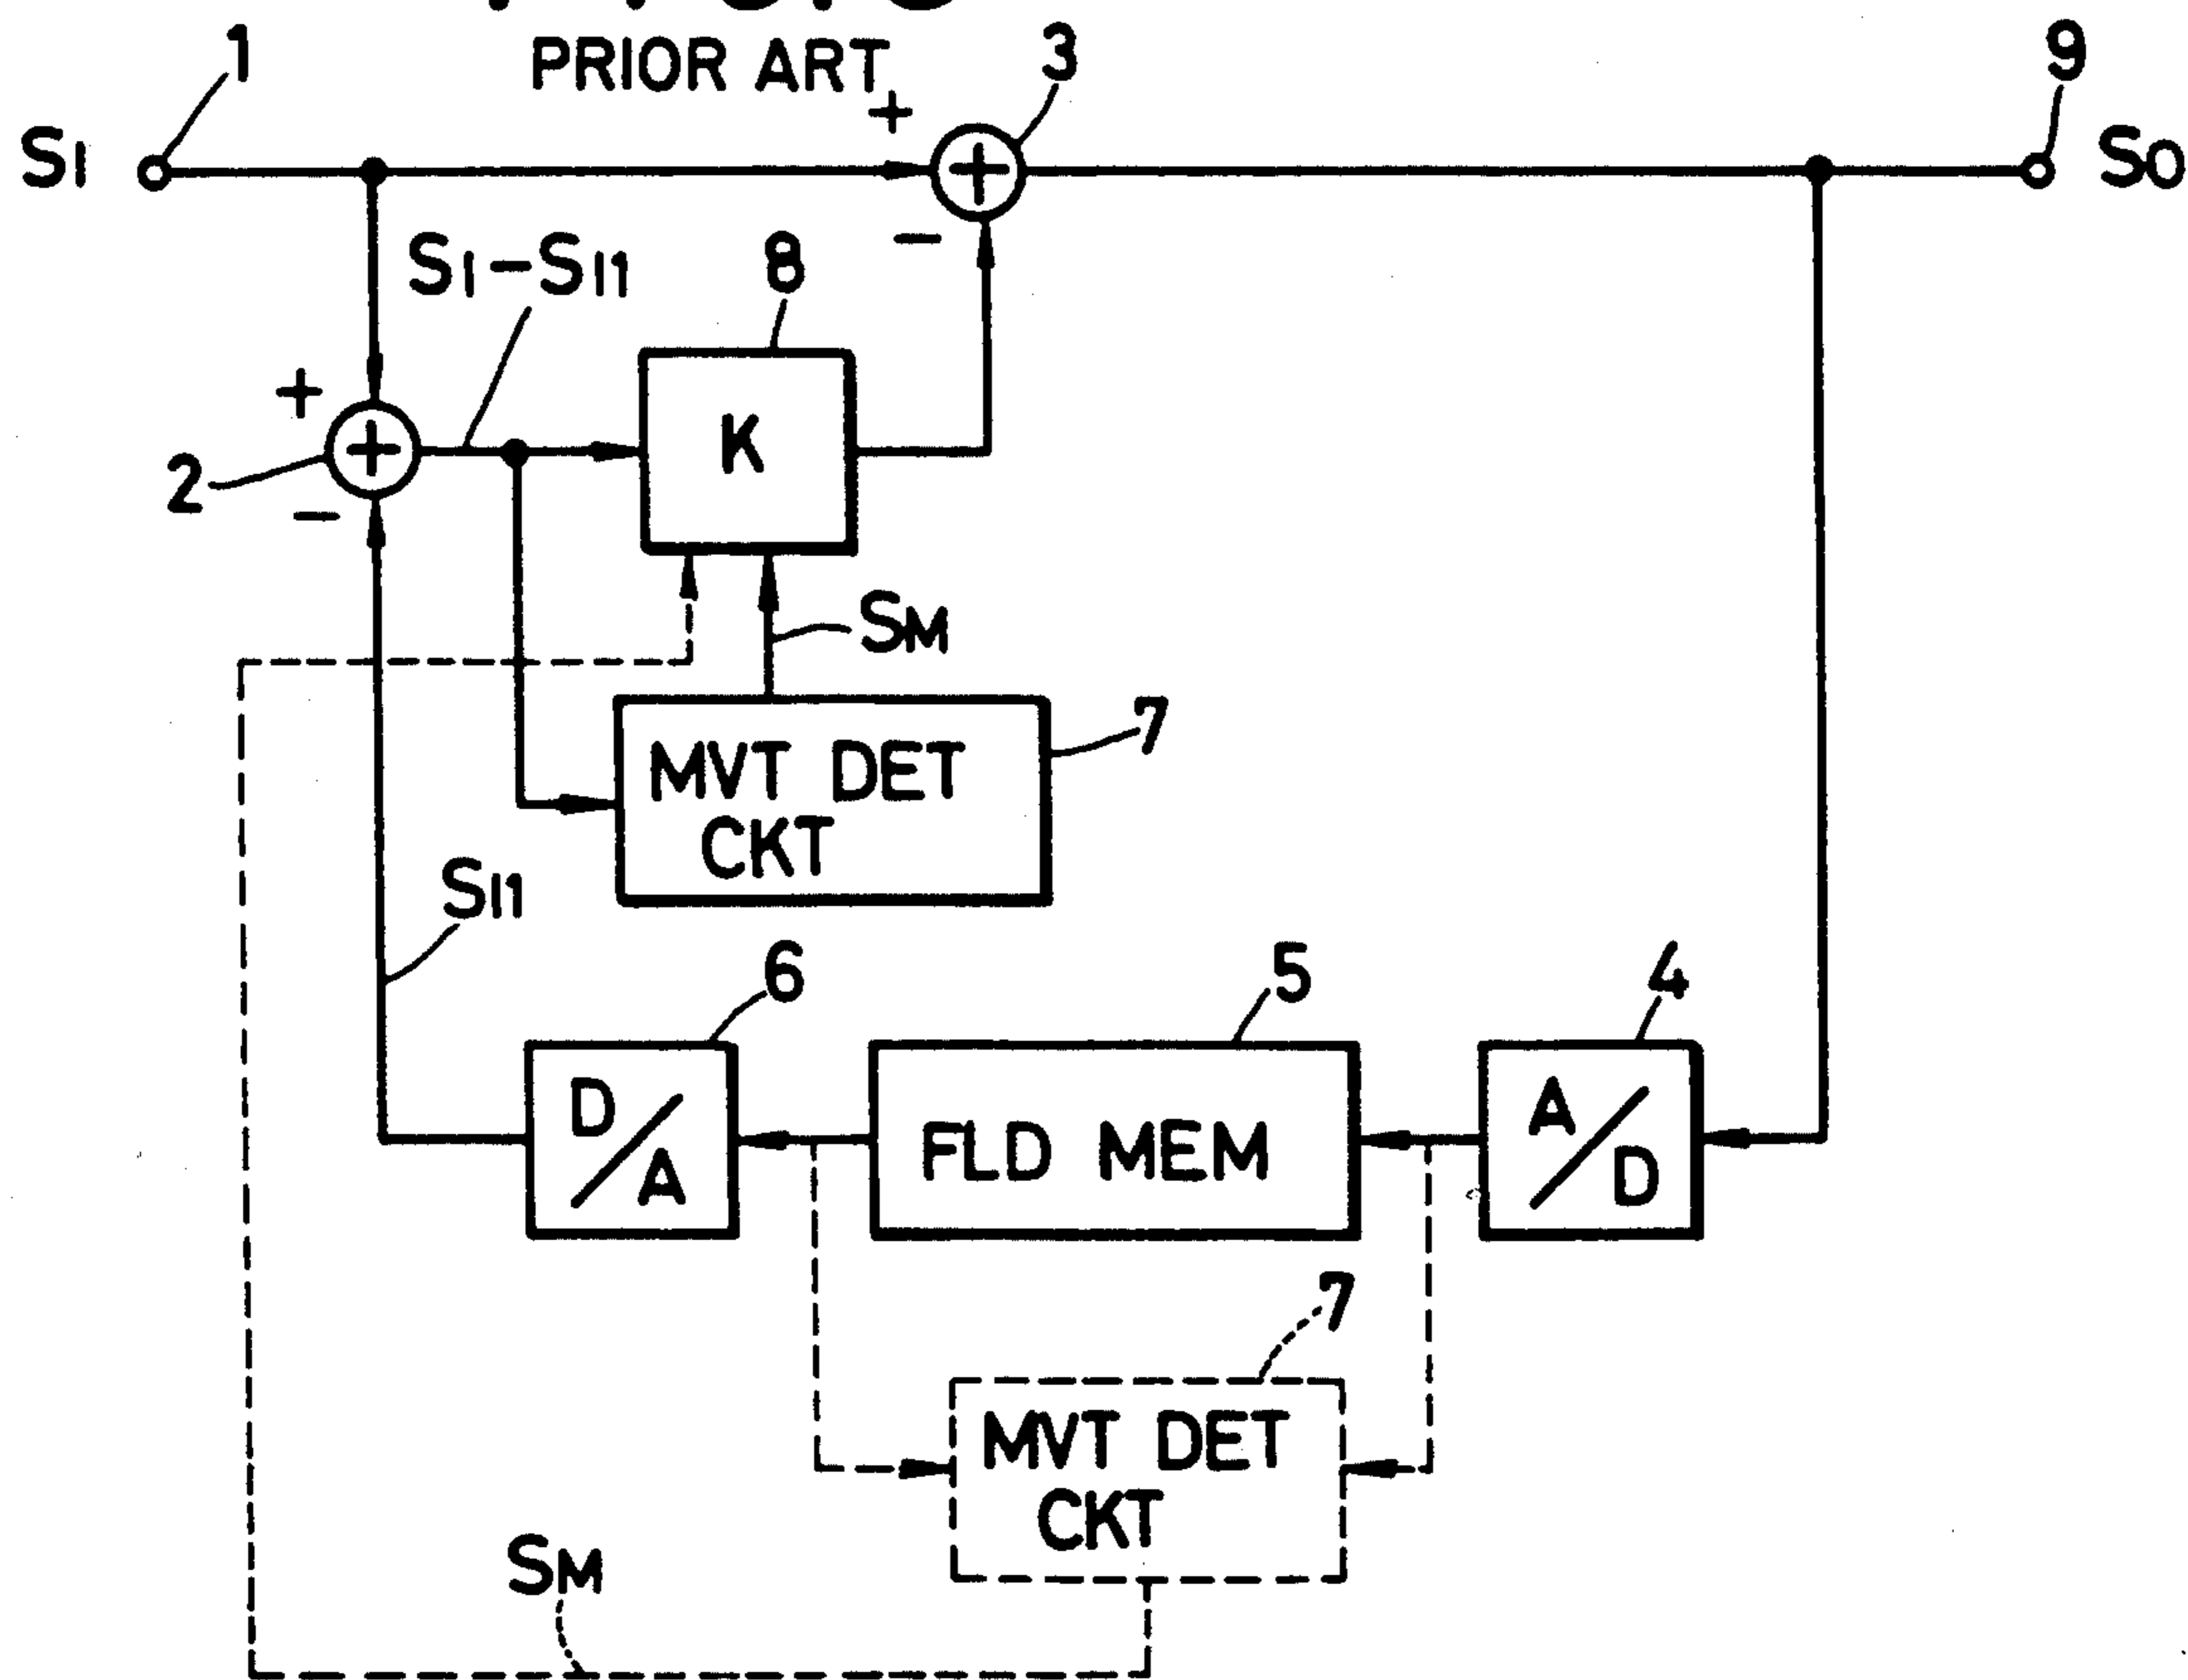 PRIOR ART
1
3
9
+
SI
SO
SI-SI1
8
-
+
K
2
-
SM
7
MVT DET
CKT
SI1
6
5
4
D/A
FLD MEM
A/D
7
MVT DET
CKT
SM